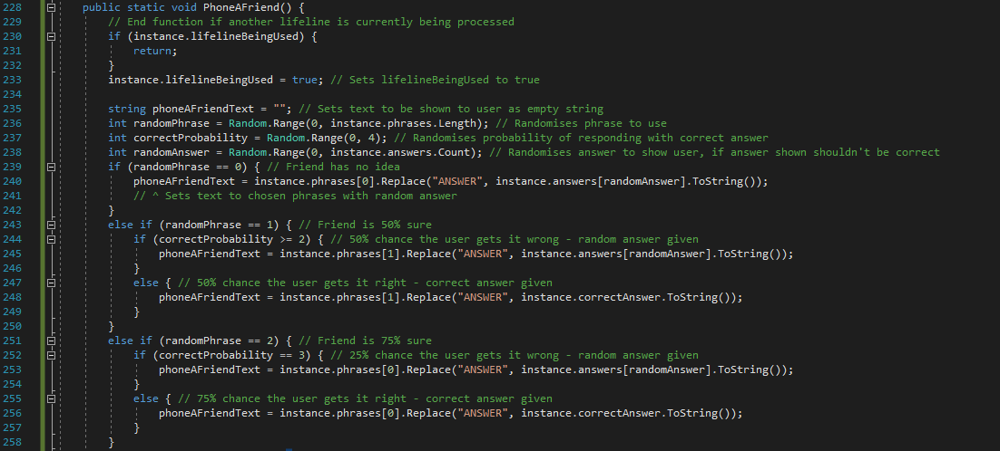 228 public static void PhoneAFriend() {
229 // End function if another lifeline is currently being processed
230 if (instance.lifelineBeingUsed) {
231 return;
232 }
233 instance.lifelineBeingUsed = true; // Sets lifelineBeingUsed to true
234
235 string phoneAFriendText = ""; // Sets text to be shown to user as empty string
236 int randomPhrase = Random.Range(0, instance.phrases.Length); // Randomises phrase to use
237 int correctProbability = Random.Range(0, 4); // Randomises probability of responding with correct answer
238 int randomAnswer = Random.Range(0, instance.answers.Count); // Randomises answer to show user, if answer shown shouldn't be correct
239 if (randomPhrase == 0) { // Friend has no idea
240 phoneAFriendText = instance.phrases[0].Replace("ANSWER", instance.answers[randomAnswer].ToString());
241 // ^ Sets text to chosen phrases with random answer
242 }
243 else if (randomPhrase == 1) { // Friend is 50% sure
244 if (correctProbability >= 2) { // 50% chance the user gets it wrong - random answer given
245 phoneAFriendText = instance.phrases[1].Replace("ANSWER", instance.answers[randomAnswer].ToString());
246 }
247 else { // 50% chance the user gets it right - correct answer given
248 phoneAFriendText = instance.phrases[1].Replace("ANSWER", instance.correctAnswer.ToString());
249 }
250 }
251 else if (randomPhrase == 2) { // Friend is 75% sure
252 if (correctProbability == 3) { // 25% chance the user gets it wrong - random answer given
253 phoneAFriendText = instance.phrases[0].Replace("ANSWER", instance.answers[randomAnswer].ToString());
254 }
255 else { // 75% chance the user gets it right - correct answer given
256 phoneAFriendText = instance.phrases[0].Replace("ANSWER", instance.correctAnswer.ToString());
257 }
258 }